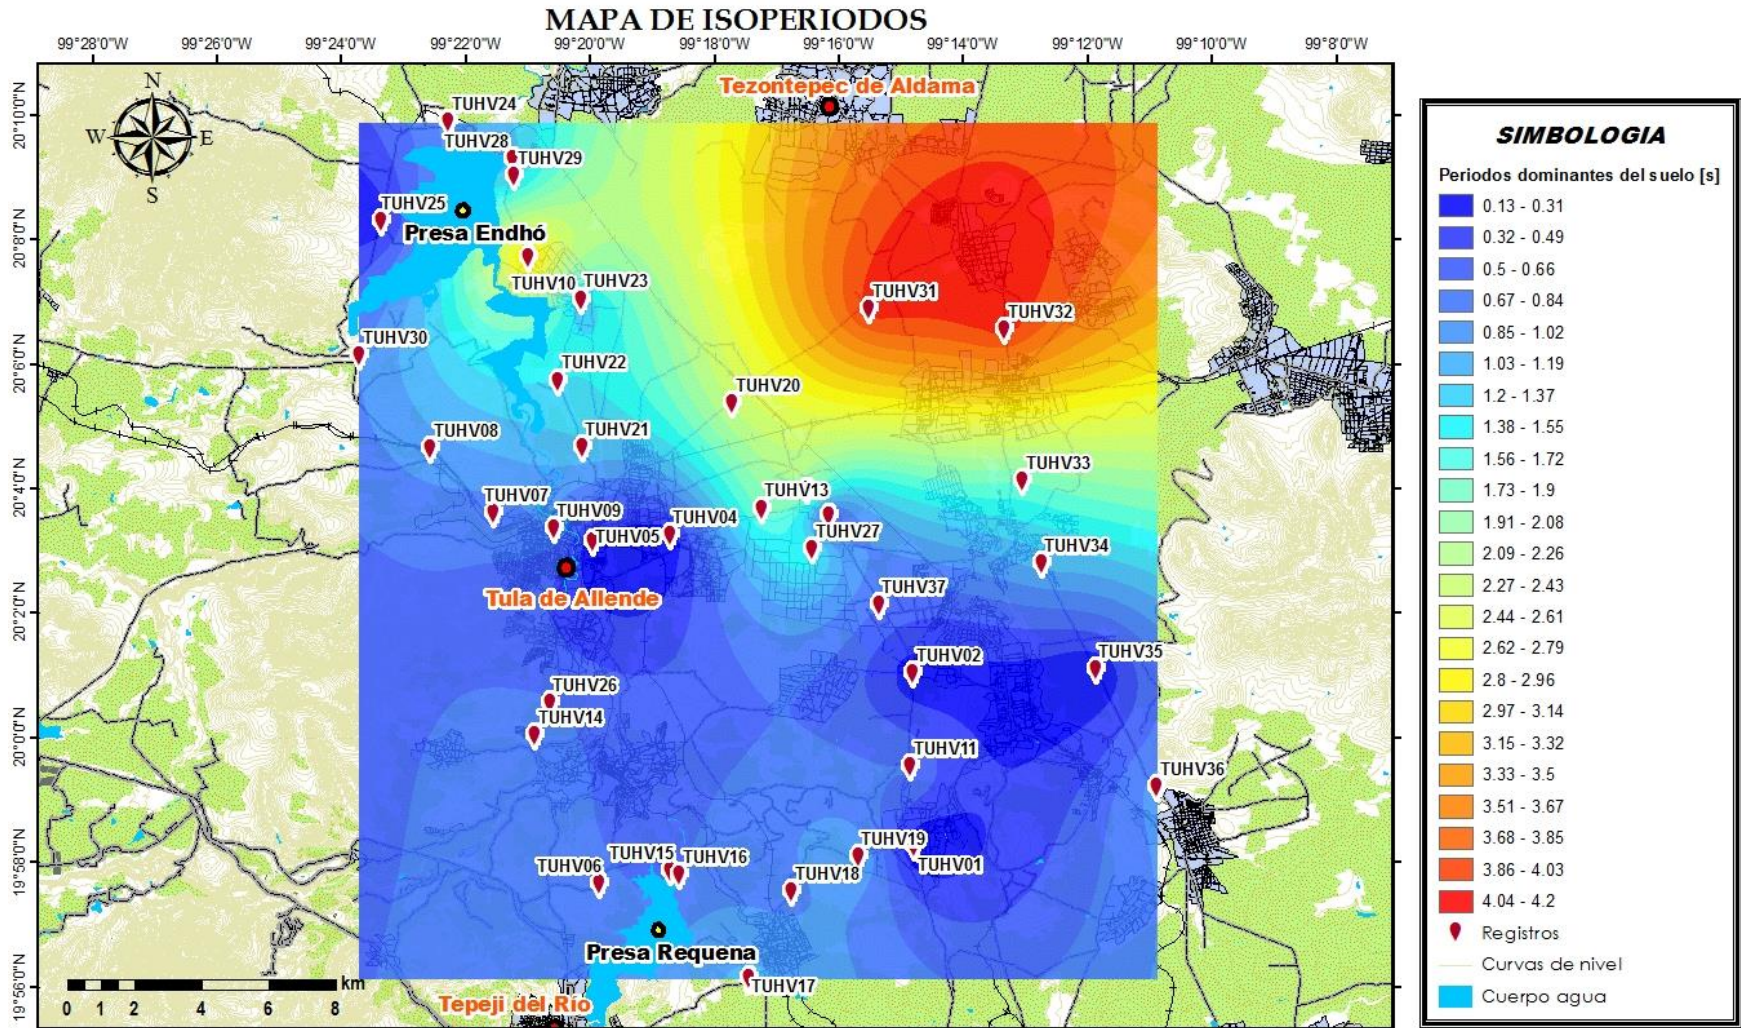 MAPA DE ISOPERIODOS
99°28'0"W 99°26'0"W 99°24'0"W 99°22'0"W 99°20'0"W 99°18'0"W 99°16'0"W 99°14'0"W 99°12'0"W 99°10'0"W 99°8'0"W
20°10'0"N
20°8'0"N
20°6'0"N
20°4'0"N
20°2'0"N
20°0'0"N
19°58'0"N
19°56'0"N
N
W E
S
Tezontepec de Aldama
TUHV24
TUHV28
TUHV29
TUHV25
Presa Endhó
TUHV10
TUHV23
TUHV31
TUHV32
TUHV30
TUHV22
TUHV20
TUHV08
TUHV21
TUHV33
TUHV07
TUHV13
TUHV09
TUHV04
TUHV05
TUHV27
TUHV34
Tula de Allende
TUHV37
TUHV02
TUHV35
TUHV26
TUHV14
TUHV11
TUHV36
TUHV19
TUHV15
TUHV16
TUHV06
TUHV01
TUHV18
Presa Requena
TUHV17
Tepeji del Río
km
0 1 2 4 6 8
SIMBOLOGIA
Periodos dominantes del suelo [s]
0.13 - 0.31
0.32 - 0.49
0.5 - 0.66
0.67 - 0.84
0.85 - 1.02
1.03 - 1.19
1.2 - 1.37
1.38 - 1.55
1.56 - 1.72
1.73 - 1.9
1.91 - 2.08
2.09 - 2.26
2.27 - 2.43
2.44 - 2.61
2.62 - 2.79
2.8 - 2.96
2.97 - 3.14
3.15 - 3.32
3.33 - 3.5
3.51 - 3.67
3.68 - 3.85
3.86 - 4.03
4.04 - 4.2
Registros
Curvas de nivel
Cuerpo agua